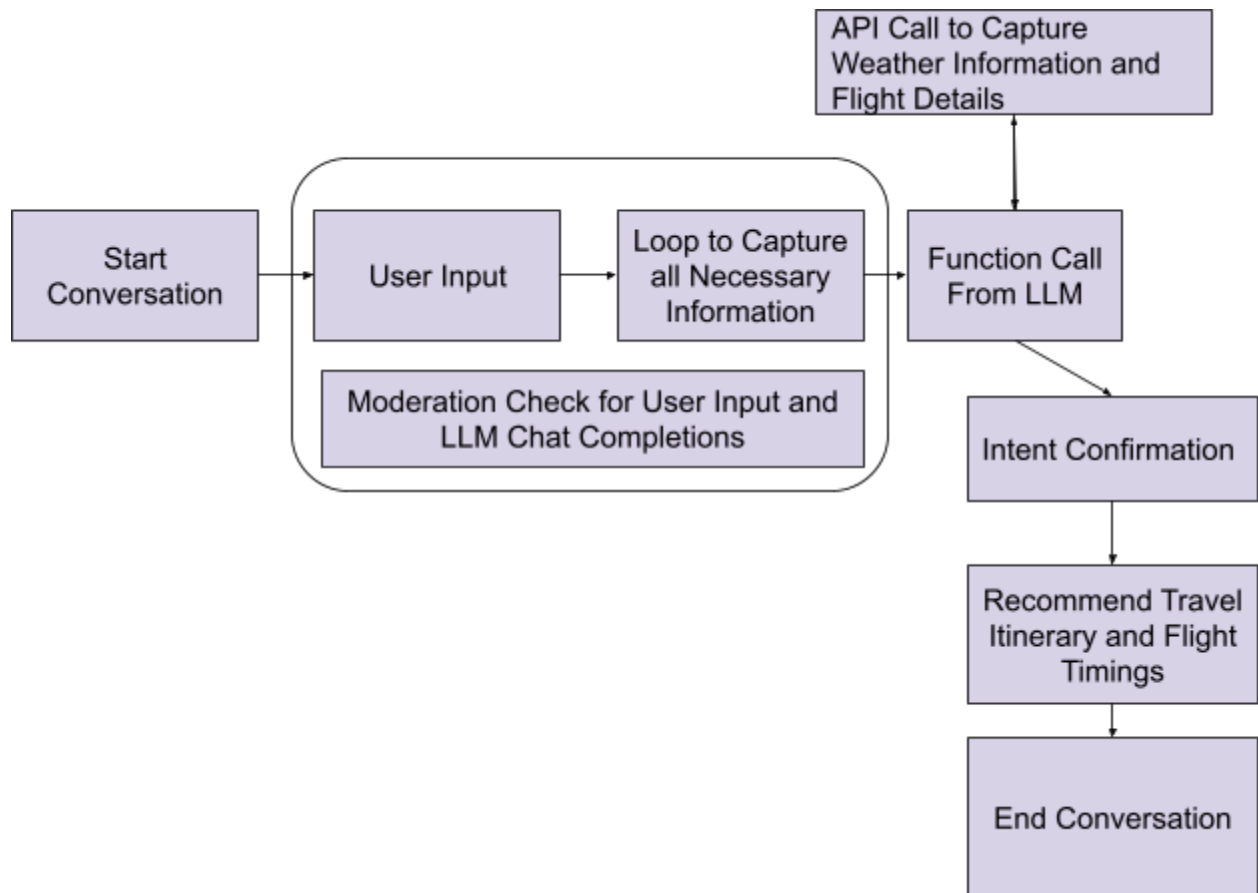 API Call to Capture
Weather Information and
Flight Details
Start
Conversation
User Input
Loop to Capture
all Necessary
Information
Function Call
From LLM
Moderation Check for User Input and
LLM Chat Completions
Intent Confirmation
Recommend Travel
Itinerary and Flight
Timings
End Conversation